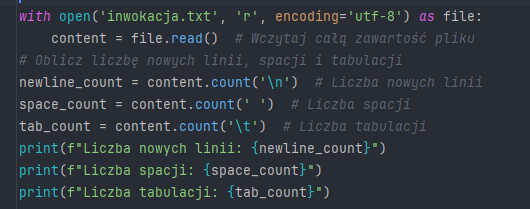 with open('inwokacja.txt', 'r', encoding='utf-8') as file:
    content = file.read()  # Wczytaj całą zawartość pliku
# Oblicz liczbę nowych linii, spacji i tabulacji
newline_count = content.count('\n')  # Liczba nowych linii
space_count = content.count(' ')  # Liczba spacji
tab_count = content.count('\t')  # Liczba tabulacji
print(f"Liczba nowych linii: {newline_count}")
print(f"Liczba spacji: {space_count}")
print(f"Liczba tabulacji: {tab_count}")